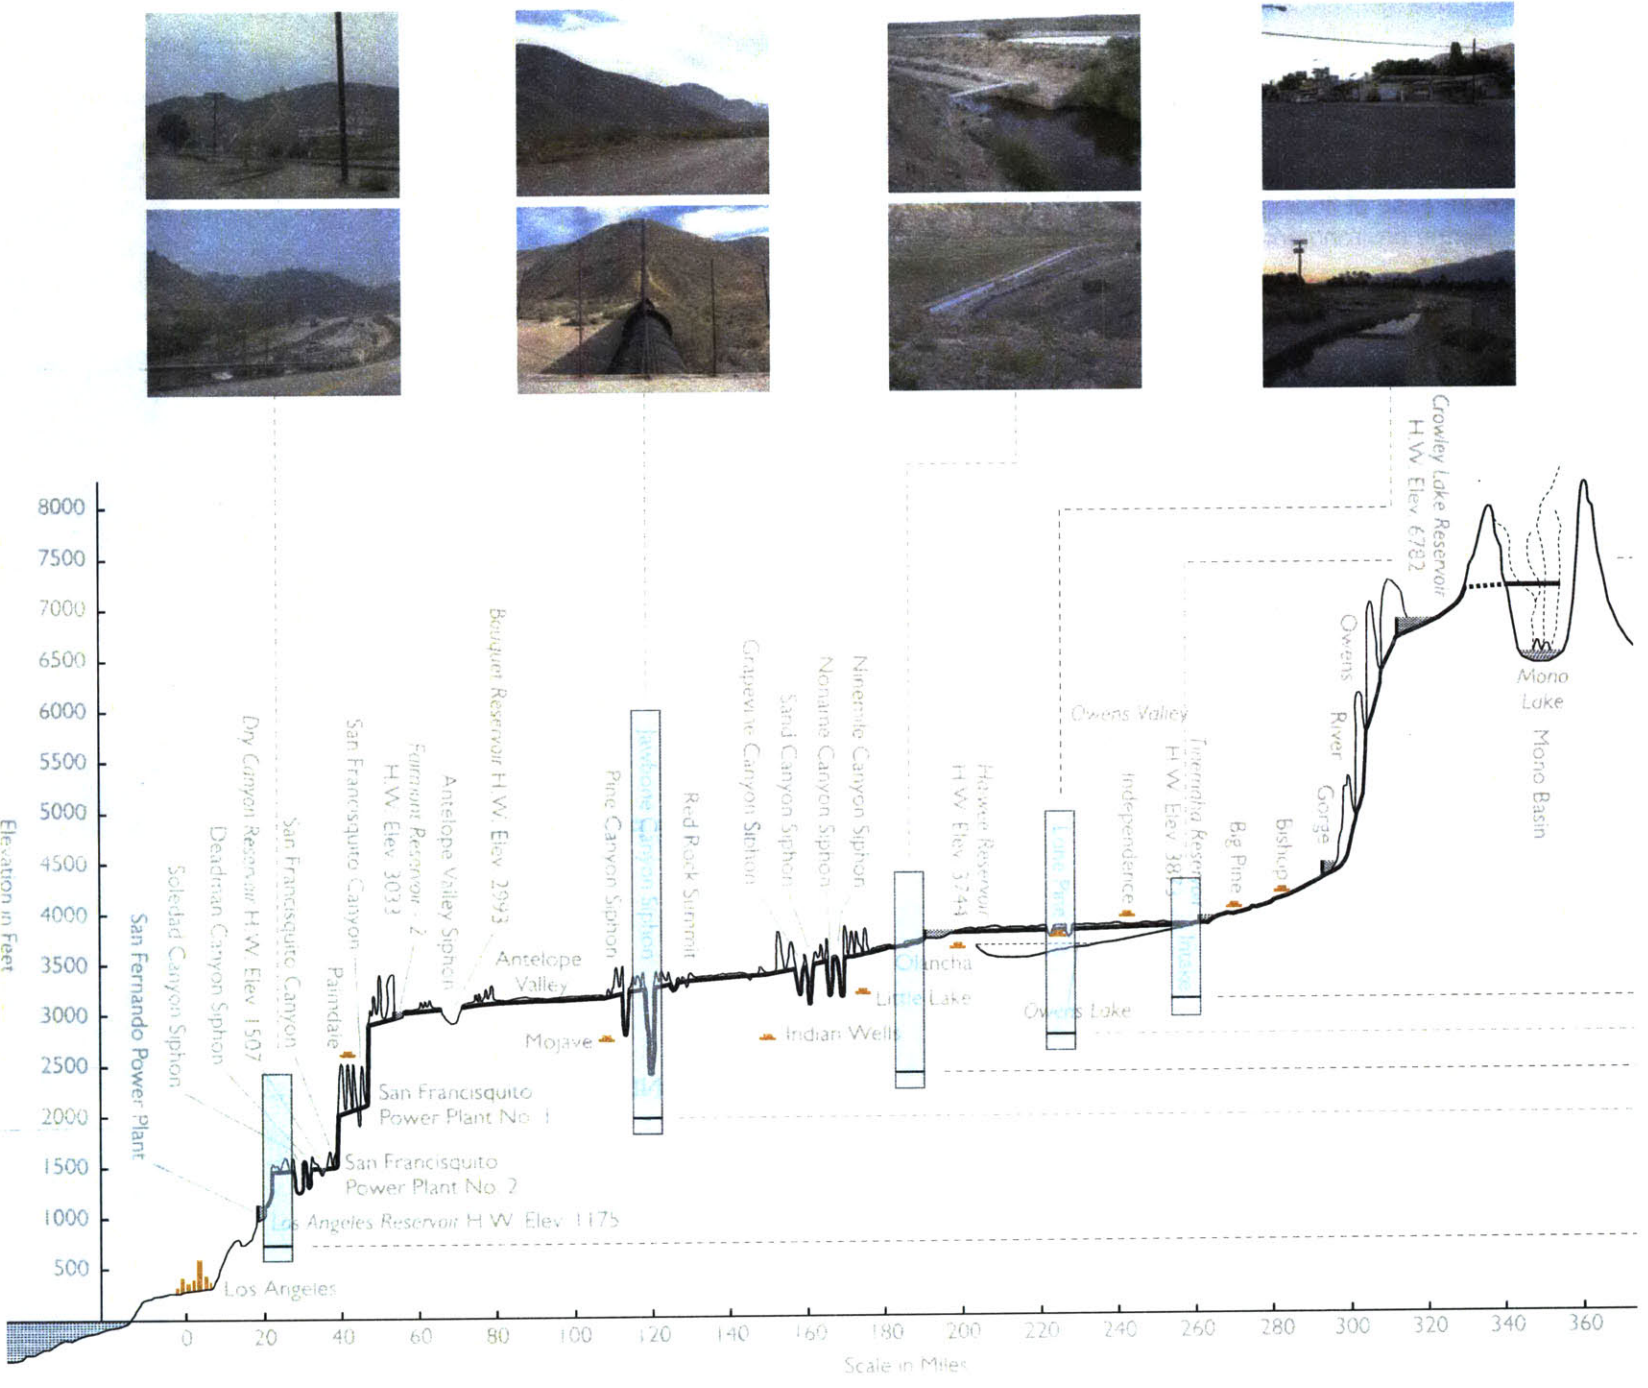 Crowley Lake Reservoir
H.W. Elev. 6782
8000
7500
7000
6500
6000
5500
5000
4500
4000
3500
3000
2500
2000
1500
1000
500
Elevation in Feet
San Fernando Power Plant
Soledad Canyon Siphon
Deadman Canyon Siphon
Dry Canyon Reservoir H.W. Elev. 1507
San Francisquito Canyon
Palmdale
San Francisquito Canyon
H.W. Elev. 3033
Fairmont Reservoir - 2
Antelope Valley Siphon
Bouquet Reservoir H.W. Elev. 2993
Antelope
Valley
Mojave
Pine Canyon Siphon
Jawbone Canyon Siphon
Red Rock Summit
Grapevine Canyon Siphon
Sand Canyon Siphon
Noname Canyon Siphon
Ninemile Canyon Siphon
Indian Wells
Little Lake
Olancha
H.W. Elev. 3744
Haiwee Reservoir
Owens Lake
Lone Pine
Owens Valley
Independence
H.W. Elev.
Tinemaha Reservoir
Intake
Big Pine
Bishop
Owens River Gorge
Mono
Lake
Mono Basin
San Francisquito
Power Plant No. 1
San Francisquito
Power Plant No. 2
Los Angeles Reservoir H.W. Elev. 1175
Los Angeles
0 20 40 60 80 100 120 140 160 180 200 220 240 260 280 300 320 340 360
Scale in Miles